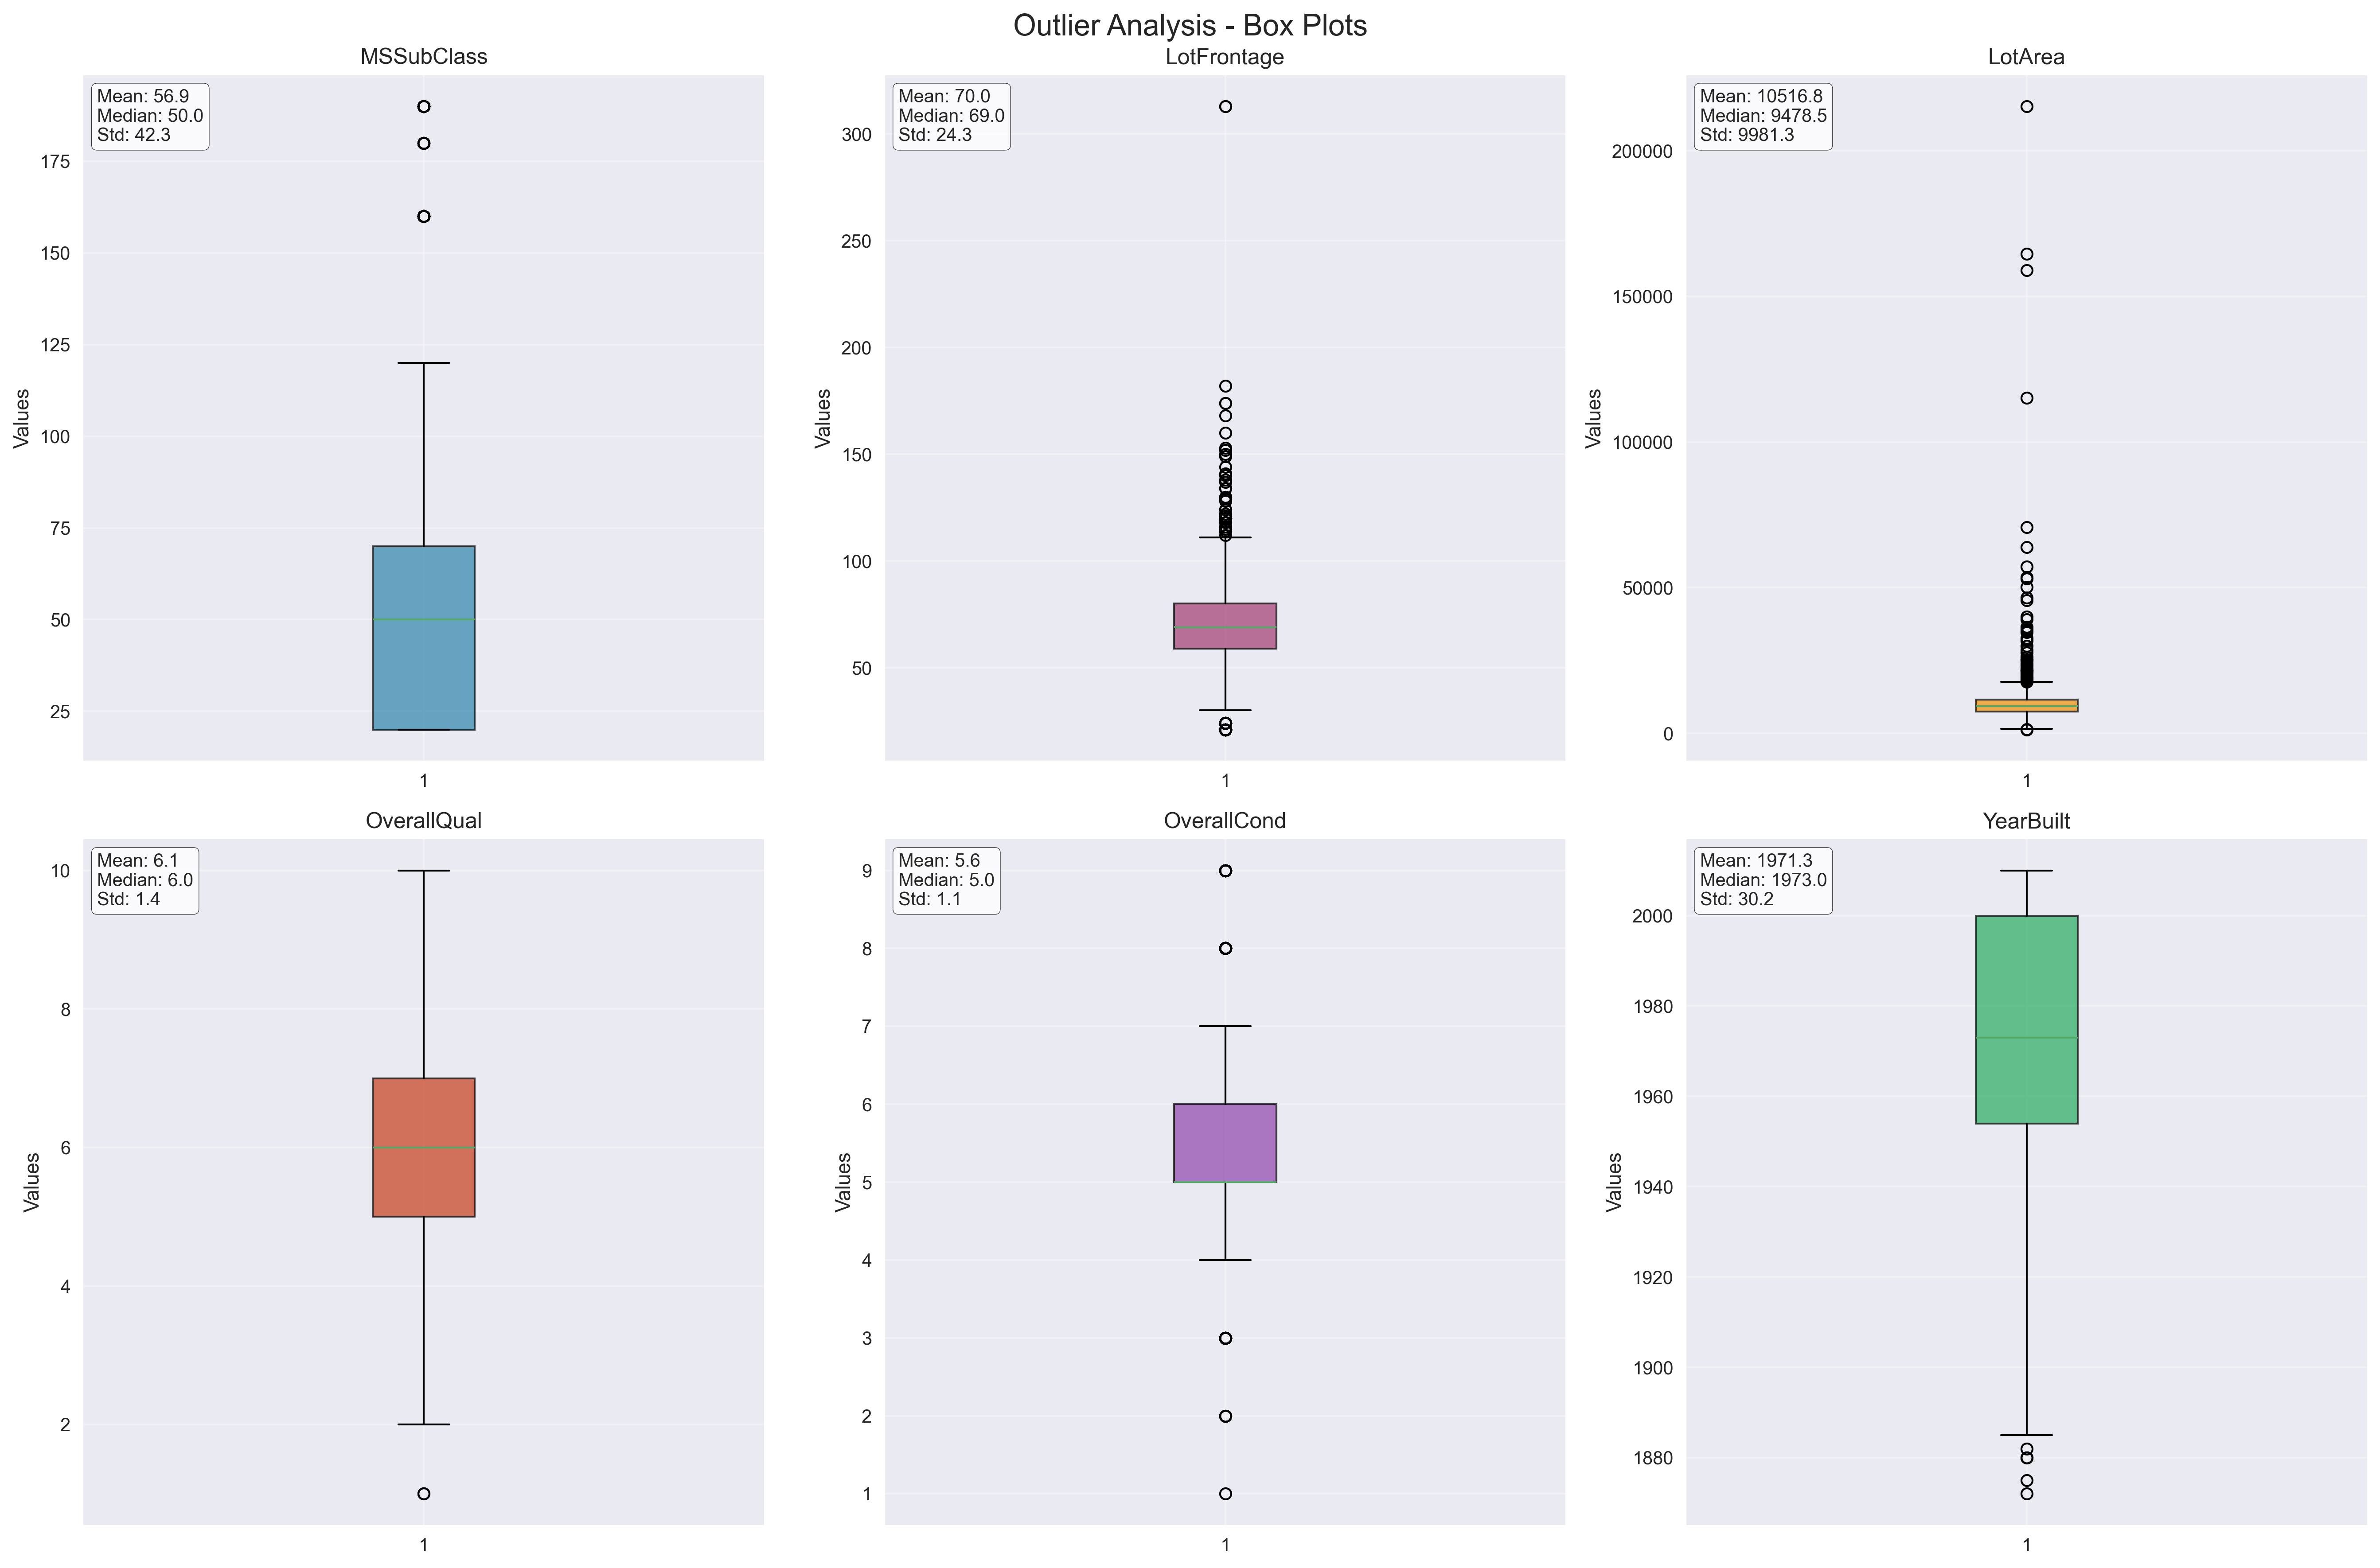 Outlier Analysis - Box Plots
MSSubClass
Mean: 56.9
Median: 50.0
Std: 42.3
Values
175
150
125
100
75
50
25
1
LotFrontage
Mean: 70.0
Median: 69.0
Std: 24.3
Values
300
250
200
150
100
50
1
LotArea
Mean: 10516.8
Median: 9478.5
Std: 9981.3
Values
200000
150000
100000
50000
0
1
OverallQual
Mean: 6.1
Median: 6.0
Std: 1.4
Values
10
8
6
4
2
1
OverallCond
Mean: 5.6
Median: 5.0
Std: 1.1
Values
9
8
7
6
5
4
3
2
1
1
YearBuilt
Mean: 1971.3
Median: 1973.0
Std: 30.2
Values
2000
1980
1960
1940
1920
1900
1880
1